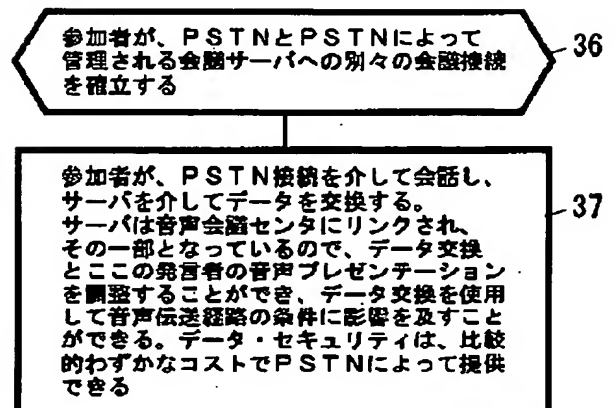 参加者が、PSTNとPSTNによって
管理される会議サーバへの別々の会議接続
を確立する
36
参加者が、PSTN接続を介して会話し、
サーバを介してデータを交換する。
サーバは音声会議センタにリンクされ、
その一部となっているので、データ交換
とここの発言者の音声プレゼンテーション
を調整することができ、データ交換を使用
して音声伝送経路の条件に影響を及すこと
ができる。データ・セキュリティは、比較
的わずかなコストでPSTNによって提供
できる
37